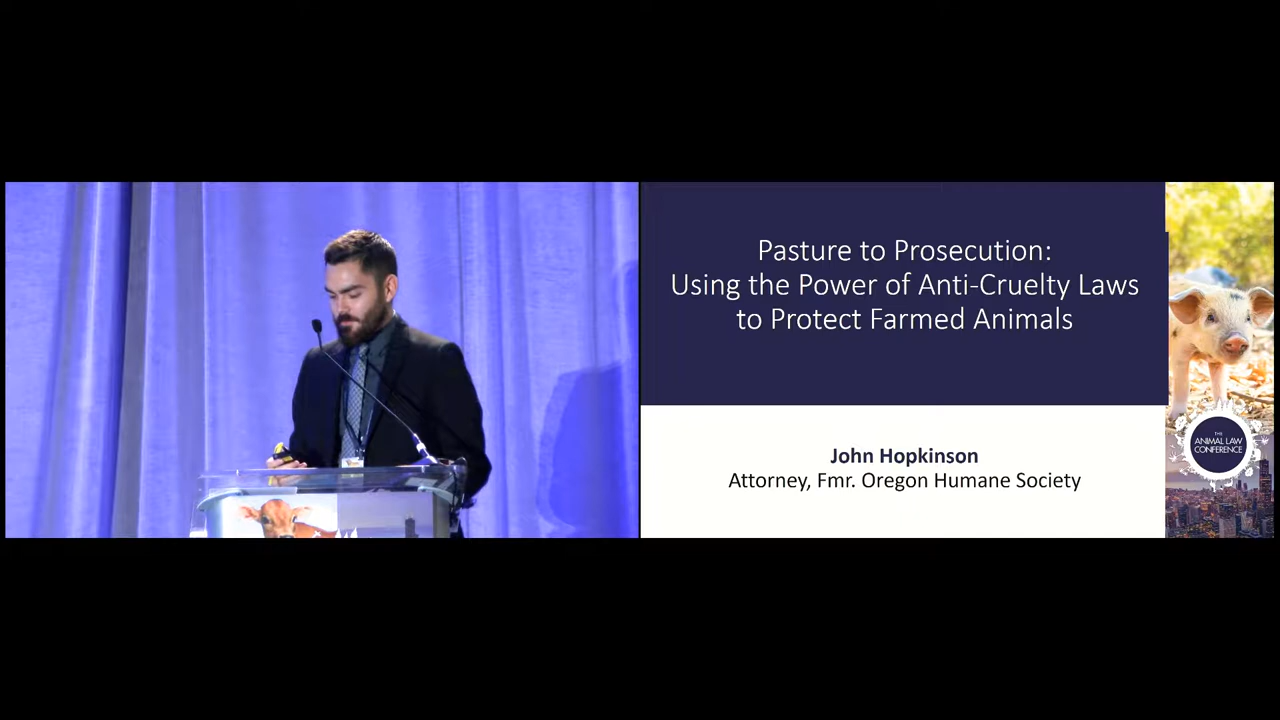 Pasture to Prosecution:
Using the Power of Anti-Cruelty Laws
to Protect Farmed Animals
John Hopkinson
Attorney, Fmr. Oregon Humane Society
THE
ANIMAL LAW
CONFERENCE